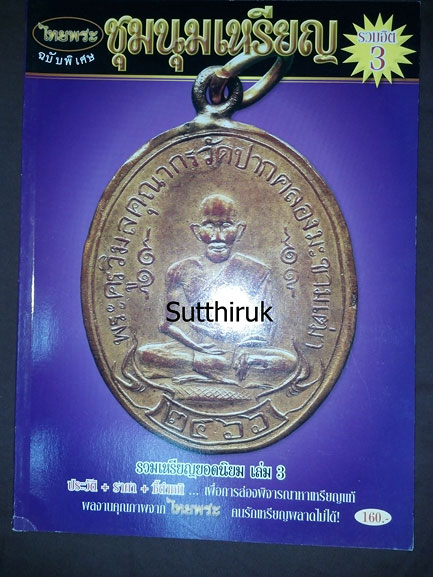 ไทยพระ
ฉบับพิเศษ
ชุมนุมเหรียญ
รวมฮิต
3
พระครูวิมลคุณากรวัดปากคลองมะขามเฒ่า
๒๔๖๖
Sutthiruk
รวมเหรียญยอดนิยม เล่ม 3
ประวัติ + ราคา + ชี้ตำหนิ ... เพื่อการส่องพิจารณาหาเหรียญแท้
ผลงานคุณภาพจาก ไทยพระ คนรักเหรียญพลาดไม่ได้!
160.-